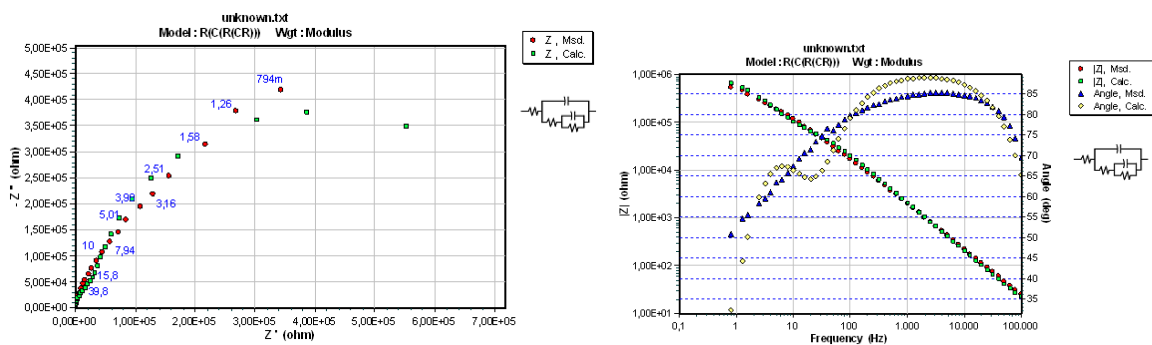 unknown.txt
Model : R(C(R(CR))) Wgt : Modulus
Z , Msd.
Z , Calc.
5,00E+05
4,50E+05
4,00E+05
3,50E+05
3,00E+05
2,50E+05
2,00E+05
1,50E+05
1,00E+05
5,00E+04
0,00E+00
- Z '' (ohm)
794m
1,26
1,58
2,51
3,16
3,98
5,01
7,94
10
15,8
39,8
0,00E+00 1,00E+05 2,00E+05 3,00E+05 4,00E+05 5,00E+05 6,00E+05 7,00E+05
Z ' (ohm)
unknown.txt
Model : R(C(R(CR))) Wgt : Modulus
|Z|, Msd.
|Z|, Calc.
Angle, Msd.
Angle, Calc.
1,00E+06
1,00E+05
1,00E+04
1,00E+03
1,00E+02
1,00E+01
|Z| (ohm)
85
80
75
70
65
60
55
50
45
40
35
Angle (deg)
0,1 1 10 100 1.000 10.000 100.000
Frequency (Hz)